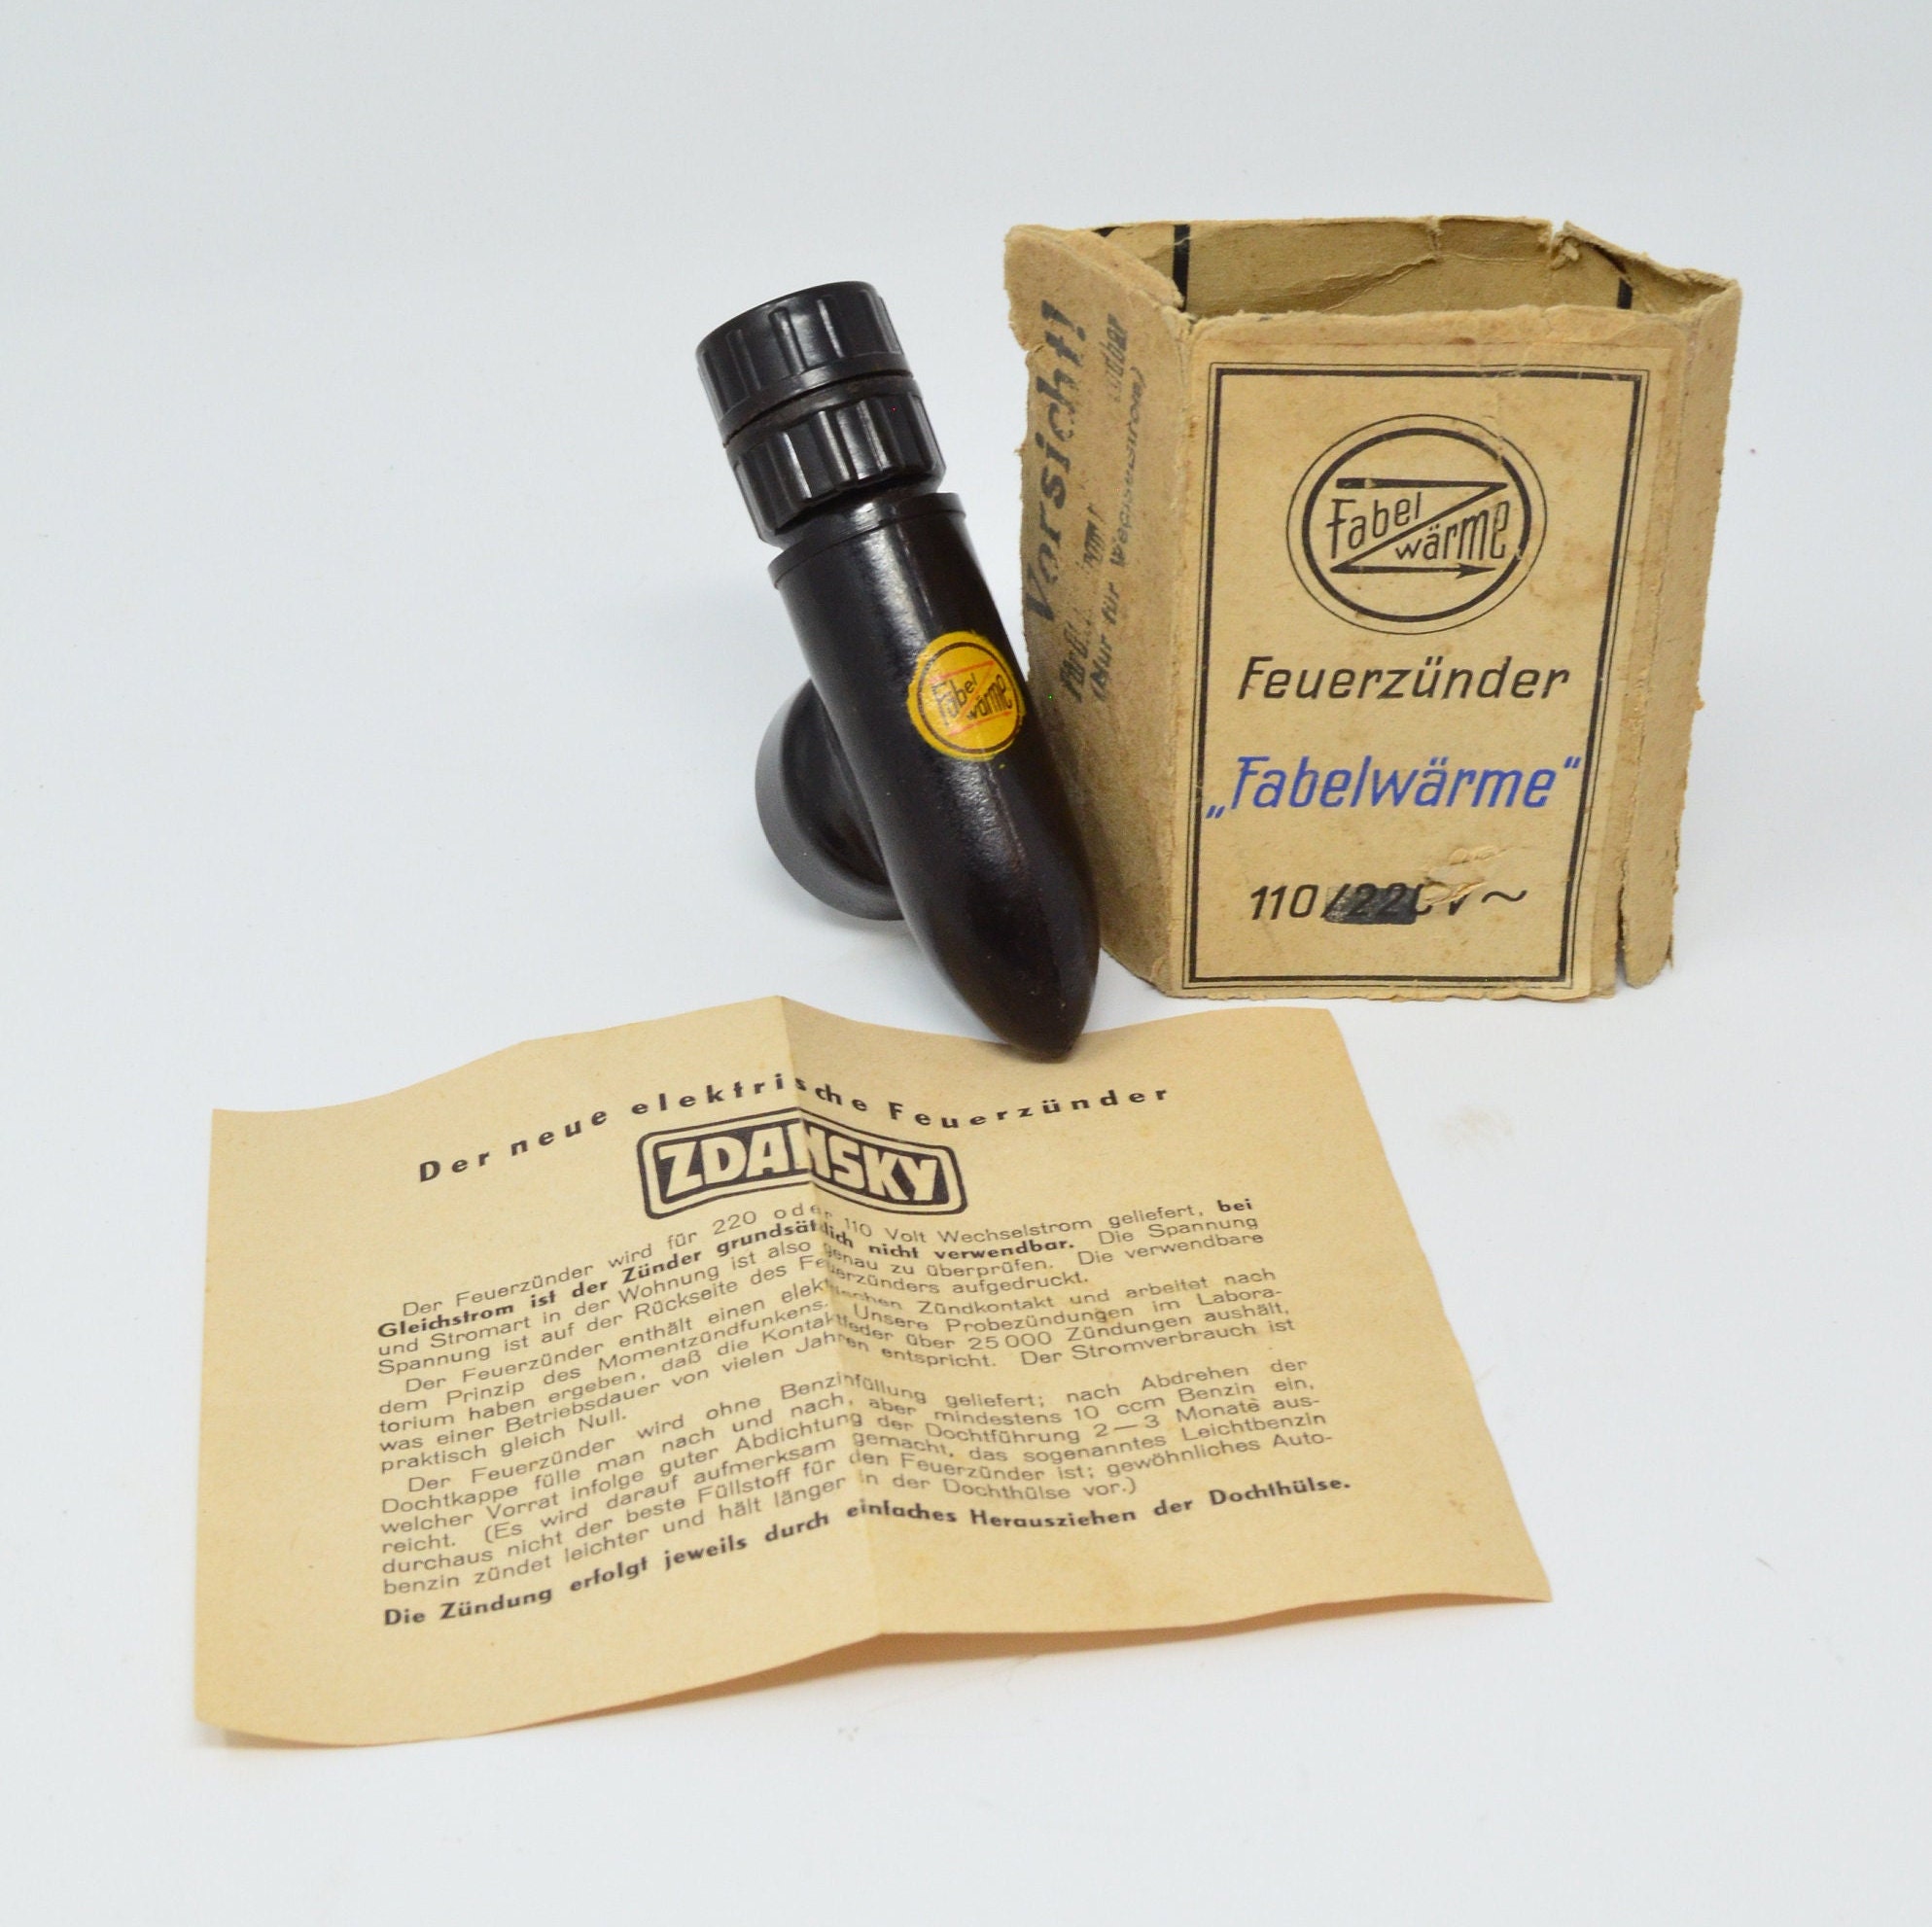 Vorsicht!
(Nur für Wechselstrom)
Fabel
wärme
Feuerzünder
„Fabelwärme“
110/220V~
Fabel
wärme
Der neue elektrische Feuerzünder
ZDANSKY
Der Feuerzünder wird für 220 oder 110 Volt Wechselstrom geliefert, bei
Gleichstrom ist der Zünder grundsätzlich nicht verwendbar. Die Spannung
und Stromart in der Wohnung ist also genau zu überprüfen. Die verwendbare
Spannung ist auf der Rückseite des Feuerzünders aufgedruckt.
Der Feuerzünder enthält einen elektrischen Zündkontakt und arbeitet nach
dem Prinzip des Momentzündfunkens. Unsere Probezündungen im Labora-
torium haben ergeben, daß die Kontaktfeder über 25 000 Zündungen aushält,
was einer Betriebsdauer von vielen Jahren entspricht. Der Stromverbrauch ist
praktisch gleich Null.
Der Feuerzünder wird ohne Benzinfüllung geliefert; nach Abdrehen der
Dochtkappe fülle man nach und nach, aber mindestens 10 ccm Benzin ein,
welcher Vorrat infolge guter Abdichtung der Dochtführung 2—3 Monate aus-
reicht. (Es wird darauf aufmerksam gemacht, das sogenanntes Leichtbenzin
durchaus nicht der beste Füllstoff für den Feuerzünder ist; gewöhnliches Auto-
benzin zündet leichter und hält länger in der Dochthülse vor.)
Die Zündung erfolgt jeweils durch einfaches Herausziehen der Dochthülse.